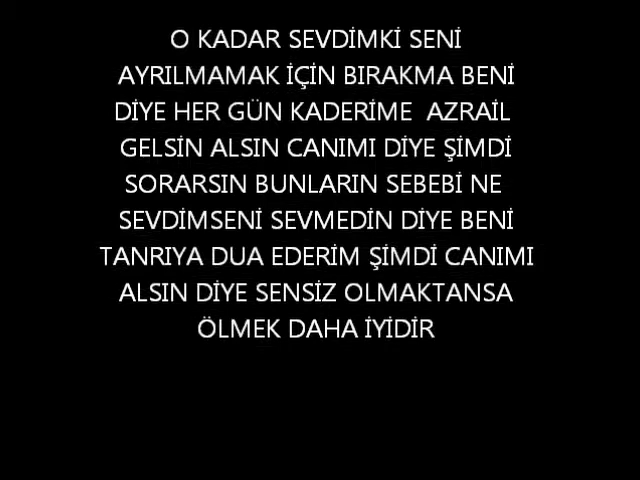 O KADAR SEVDİMKİ SENİ
AYRILMAMAK İÇİN BIRAKMA BENİ
DİYE HER GÜN KADERİME  AZRAİL
GELSİN ALSIN CANIMI DİYE ŞİMDİ
SORARSIN BUNLARIN SEBEBİ NE
SEVDİMSENİ SEVMEDİN DİYE BENİ
TANRIYA DUA EDERİM ŞİMDİ CANIMI
ALSIN DİYE SENSİZ OLMAKTANSA
ÖLMEK DAHA İYİDİR